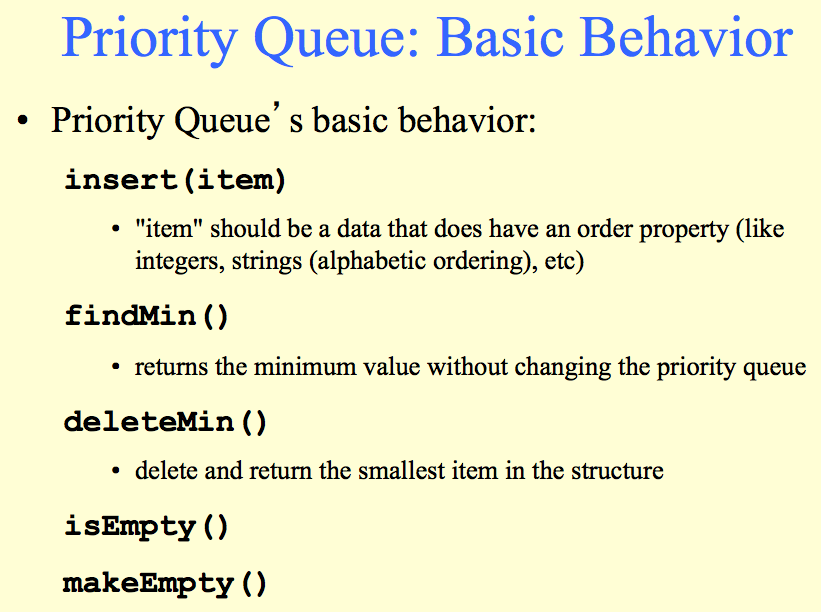 Priority Queue: Basic Behavior
• Priority Queue’s basic behavior:
insert(item)
• "item" should be a data that does have an order property (like
integers, strings (alphabetic ordering), etc)
findMin()
• returns the minimum value without changing the priority queue
deleteMin()
• delete and return the smallest item in the structure
isEmpty()
makeEmpty()